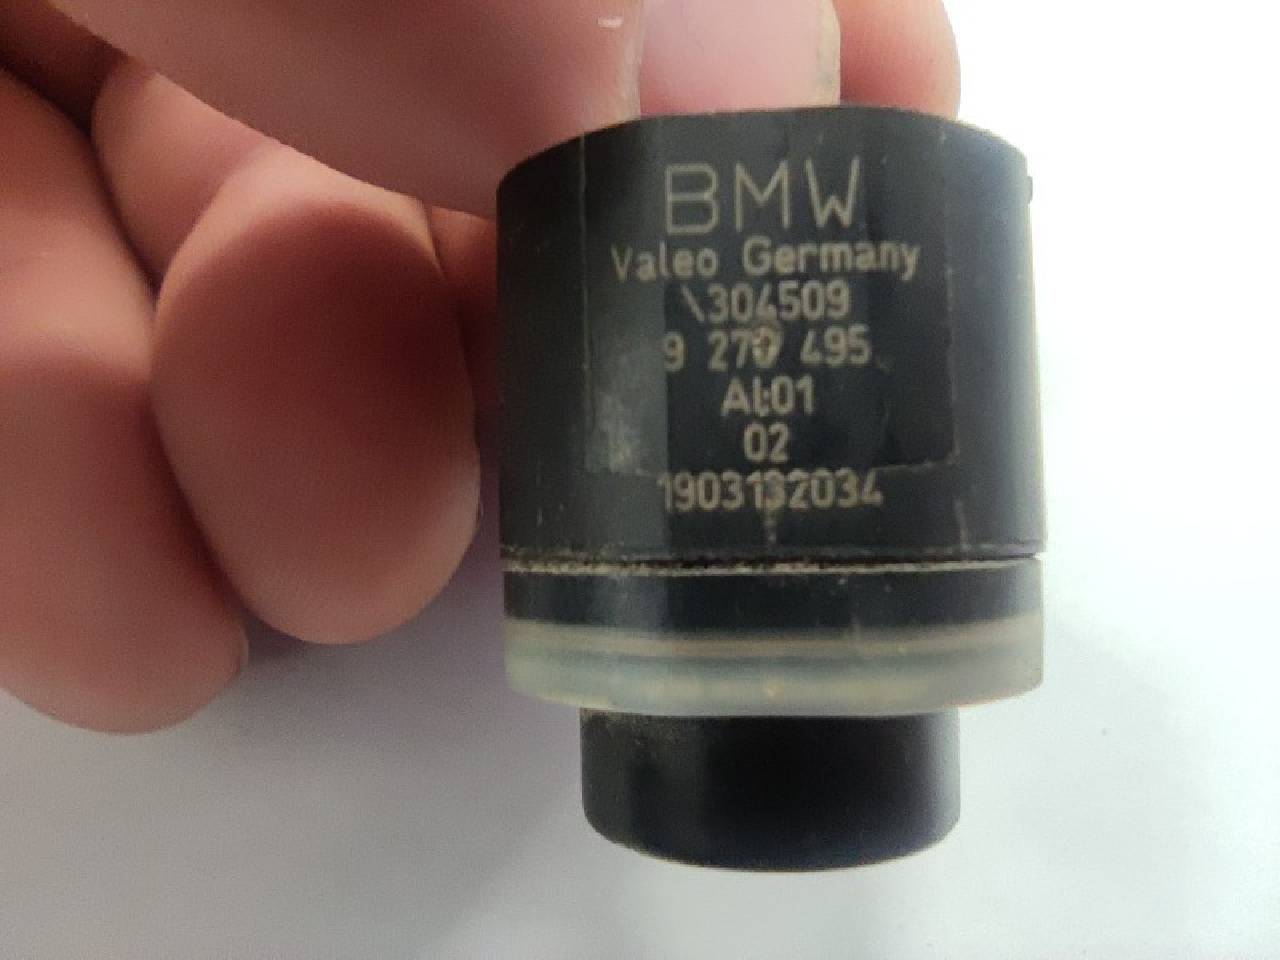 BMW
Valeo Germany
\304509
9 270 495
AI:01
02
1903132034